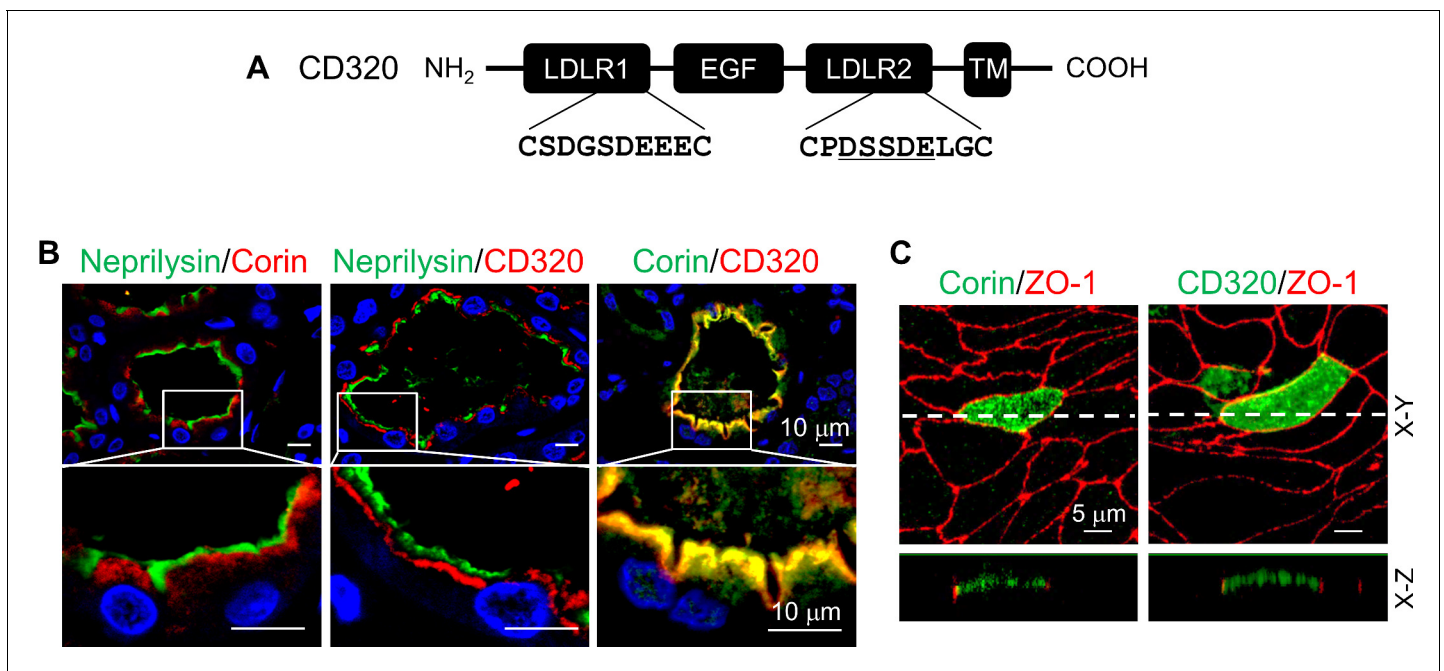 A CD320 NH2 LDLR1 EGF LDLR2 TM COOH
CSDGSDEEEC CPDSSDELGC
B
Neprilysin/Corin Neprilysin/CD320 Corin/CD320
10 μm
10 μm
C
Corin/ZO-1 CD320/ZO-1
5 μm
X-Y
X-Z